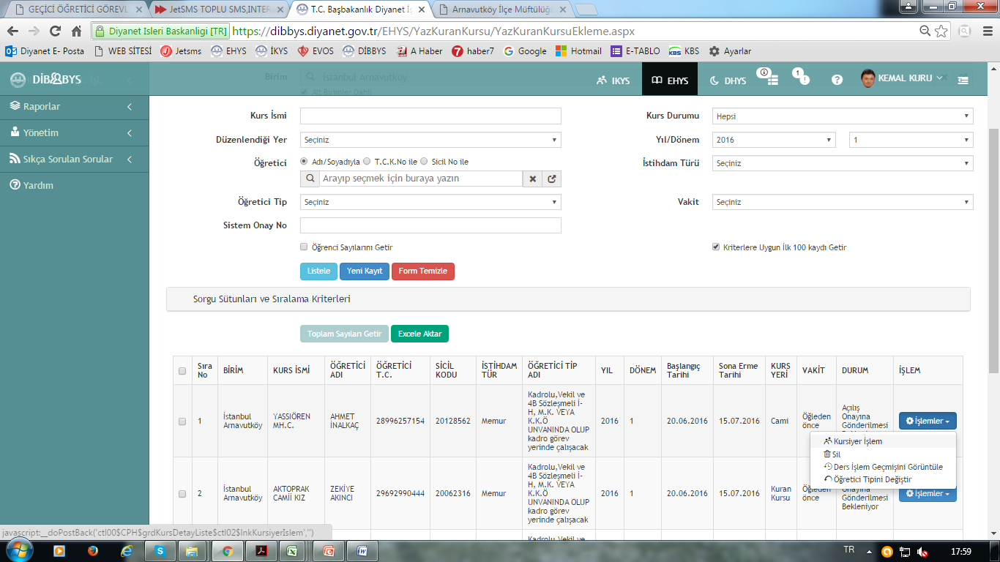 GEÇİCİ ÖĞRETİCİ GÖREVL
JetSMS TOPLU SMS,INTER
T.C. Başbakanlık Diyanet İş
Arnavutköy İlçe Müftülüğü
Diyanet Isleri Baskanligi [TR] https://dibbys.diyanet.gov.tr/EHYS/YazKuranKursu/YazKuranKursuEkleme.aspx
Diyanet E- Posta WEB SİTESİ Jetsms EHYS İKYS EVOS DİBBYS A Haber haber7 Google Hotmail E-TABLO KBS Ayarlar
DİBBYS
Birim İstanbul Arnavutköy
Alt Birimler Dahil
IKYS EHYS DHYS 1 KEMAL KURU
Raporlar
Yönetim
Sıkça Sorulan Sorular
Yardım
Kurs İsmi
Kurs Durumu Hepsi
Düzenlendiği Yer Seçiniz
Yıl/Dönem 2016 1
Öğretici Adı/Soyadıyla T.C.K.No ile Sicil No ile
Arayıp seçmek için buraya yazın
İstihdam Türü Seçiniz
Öğretici Tip Seçiniz
Vakit Seçiniz
Sistem Onay No
Öğrenci Sayılarını Getir
Kriterlere Uygun İlk 100 kaydı Getir
Listele Yeni Kayıt Form Temizle
Sorgu Sütunları ve Sıralama Kriterleri
Toplam Sayıları Getir Excele Aktar
Sıra No BİRİM KURS İSMİ ÖĞRETİCİ ADI ÖĞRETİCİ T.C. SİCİL KODU İSTİHDAM TÜR ÖĞRETİCİ TİP ADI YIL DÖNEM Başlangıç Tarihi Sona Erme Tarihi KURS YERİ VAKİT DURUM İŞLEM
1 İstanbul Arnavutköy YASSIÖREN MH.C. AHMET İNALKAÇ 28996257154 20128562 Memur Kadrolu,Vekil ve 4B Sözleşmeli İ-H, M.K. VEYA K.K.Ö UNVANINDA OLUP kadro görev yerinde çalışacak 2016 1 20.06.2016 15.07.2016 Cami Öğleden önce Açılış Onayına Gönderilmesi İşlemler
Kursiyer İşlem
Sil
Ders İşlem Geçmişini Görüntüle
Öğretici Tipini Değiştir
2 İstanbul Arnavutköy AKTOPRAK CAMİİ KIZ ZEKİYE AKINCI 29692990444 20062316 Memur Kadrolu,Vekil ve 4B Sözleşmeli İ-H, M.K. VEYA K.K.Ö UNVANINDA OLUP kadro görev yerinde çalışacak 2016 1 20.06.2016 15.07.2016 Kuran Kursu Öğleden önce Onayına Gönderilmesi Bekleniyor İşlemler
Kadrolu,Vekil ve
javascript:__doPostBack('ctl00$CPH$grdKursDetayListe$ctl02$lnkKursiyerIslem','')
TR 17:59